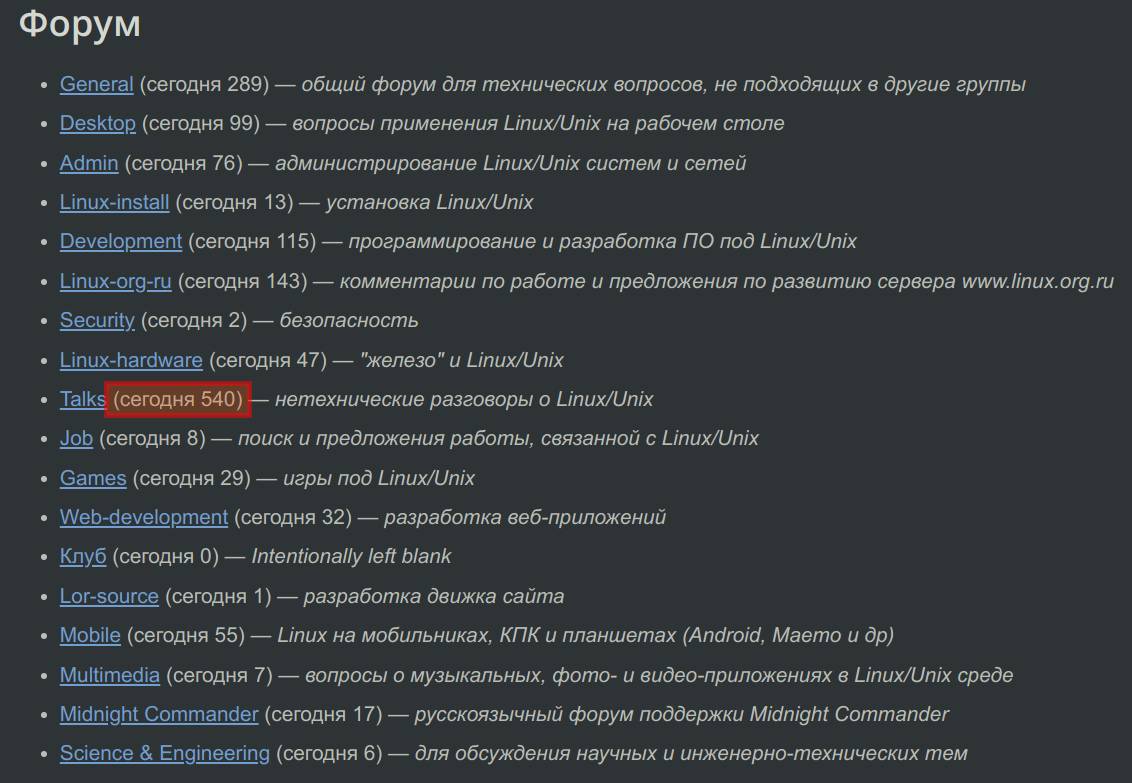 Форум
General (сегодня 289) — общий форум для технических вопросов, не подходящих в другие группы
Desktop (сегодня 99) — вопросы применения Linux/Unix на рабочем столе
Admin (сегодня 76) — администрирование Linux/Unix систем и сетей
Linux-install (сегодня 13) — установка Linux/Unix
Development (сегодня 115) — программирование и разработка ПО под Linux/Unix
Linux-org-ru (сегодня 143) — комментарии по работе и предложения по развитию сервера www.linux.org.ru
Security (сегодня 2) — безопасность
Linux-hardware (сегодня 47) — "железо" и Linux/Unix
Talks (сегодня 540) — нетехнические разговоры о Linux/Unix
Job (сегодня 8) — поиск и предложения работы, связанной с Linux/Unix
Games (сегодня 29) — игры под Linux/Unix
Web-development (сегодня 32) — разработка веб-приложений
Клуб (сегодня 0) — Intentionally left blank
Lor-source (сегодня 1) — разработка движка сайта
Mobile (сегодня 55) — Linux на мобильниках, КПК и планшетах (Android, Maemo и др)
Multimedia (сегодня 7) — вопросы о музыкальных, фото- и видео-приложениях в Linux/Unix среде
Midnight Commander (сегодня 17) — русскоязычный форум поддержки Midnight Commander
Science & Engineering (сегодня 6) — для обсуждения научных и инженерно-технических тем